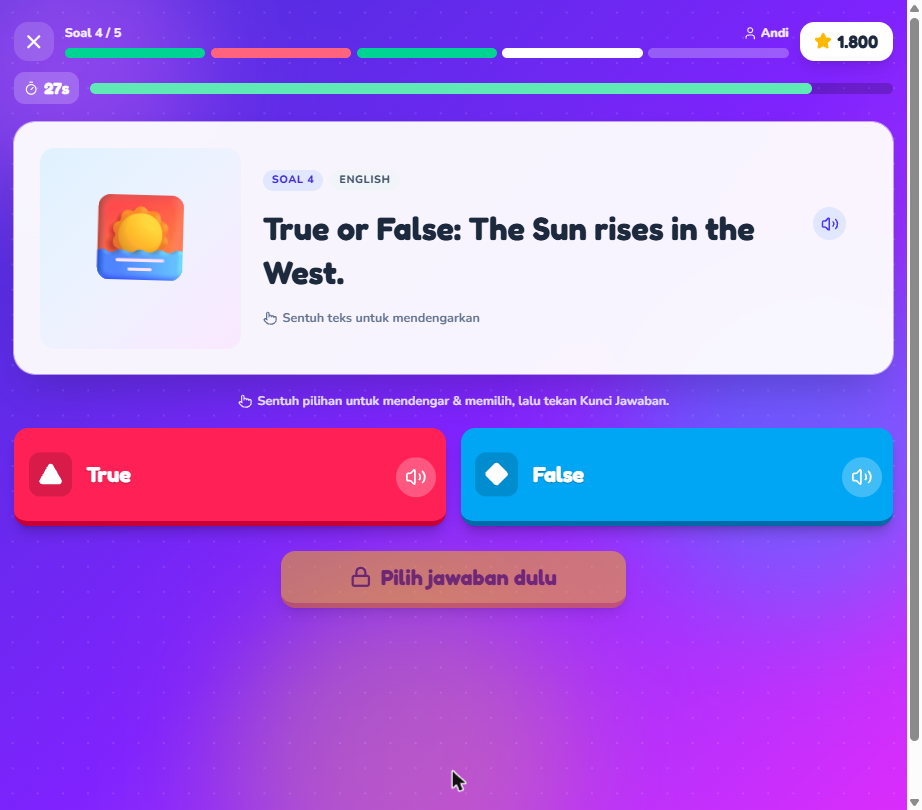 Soal 4 / 5
Andi
1.800
27s
SOAL 4
ENGLISH
True or False: The Sun rises in the
West.
Sentuh teks untuk mendengarkan
Sentuh pilihan untuk mendengar & memilih, lalu tekan Kunci Jawaban.
True
False
Pilih jawaban dulu